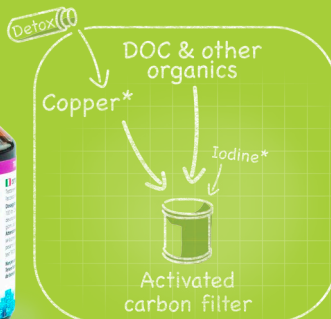 Detox
DOC & other
organics
Copper*
Iodine*
Activated
carbon filter